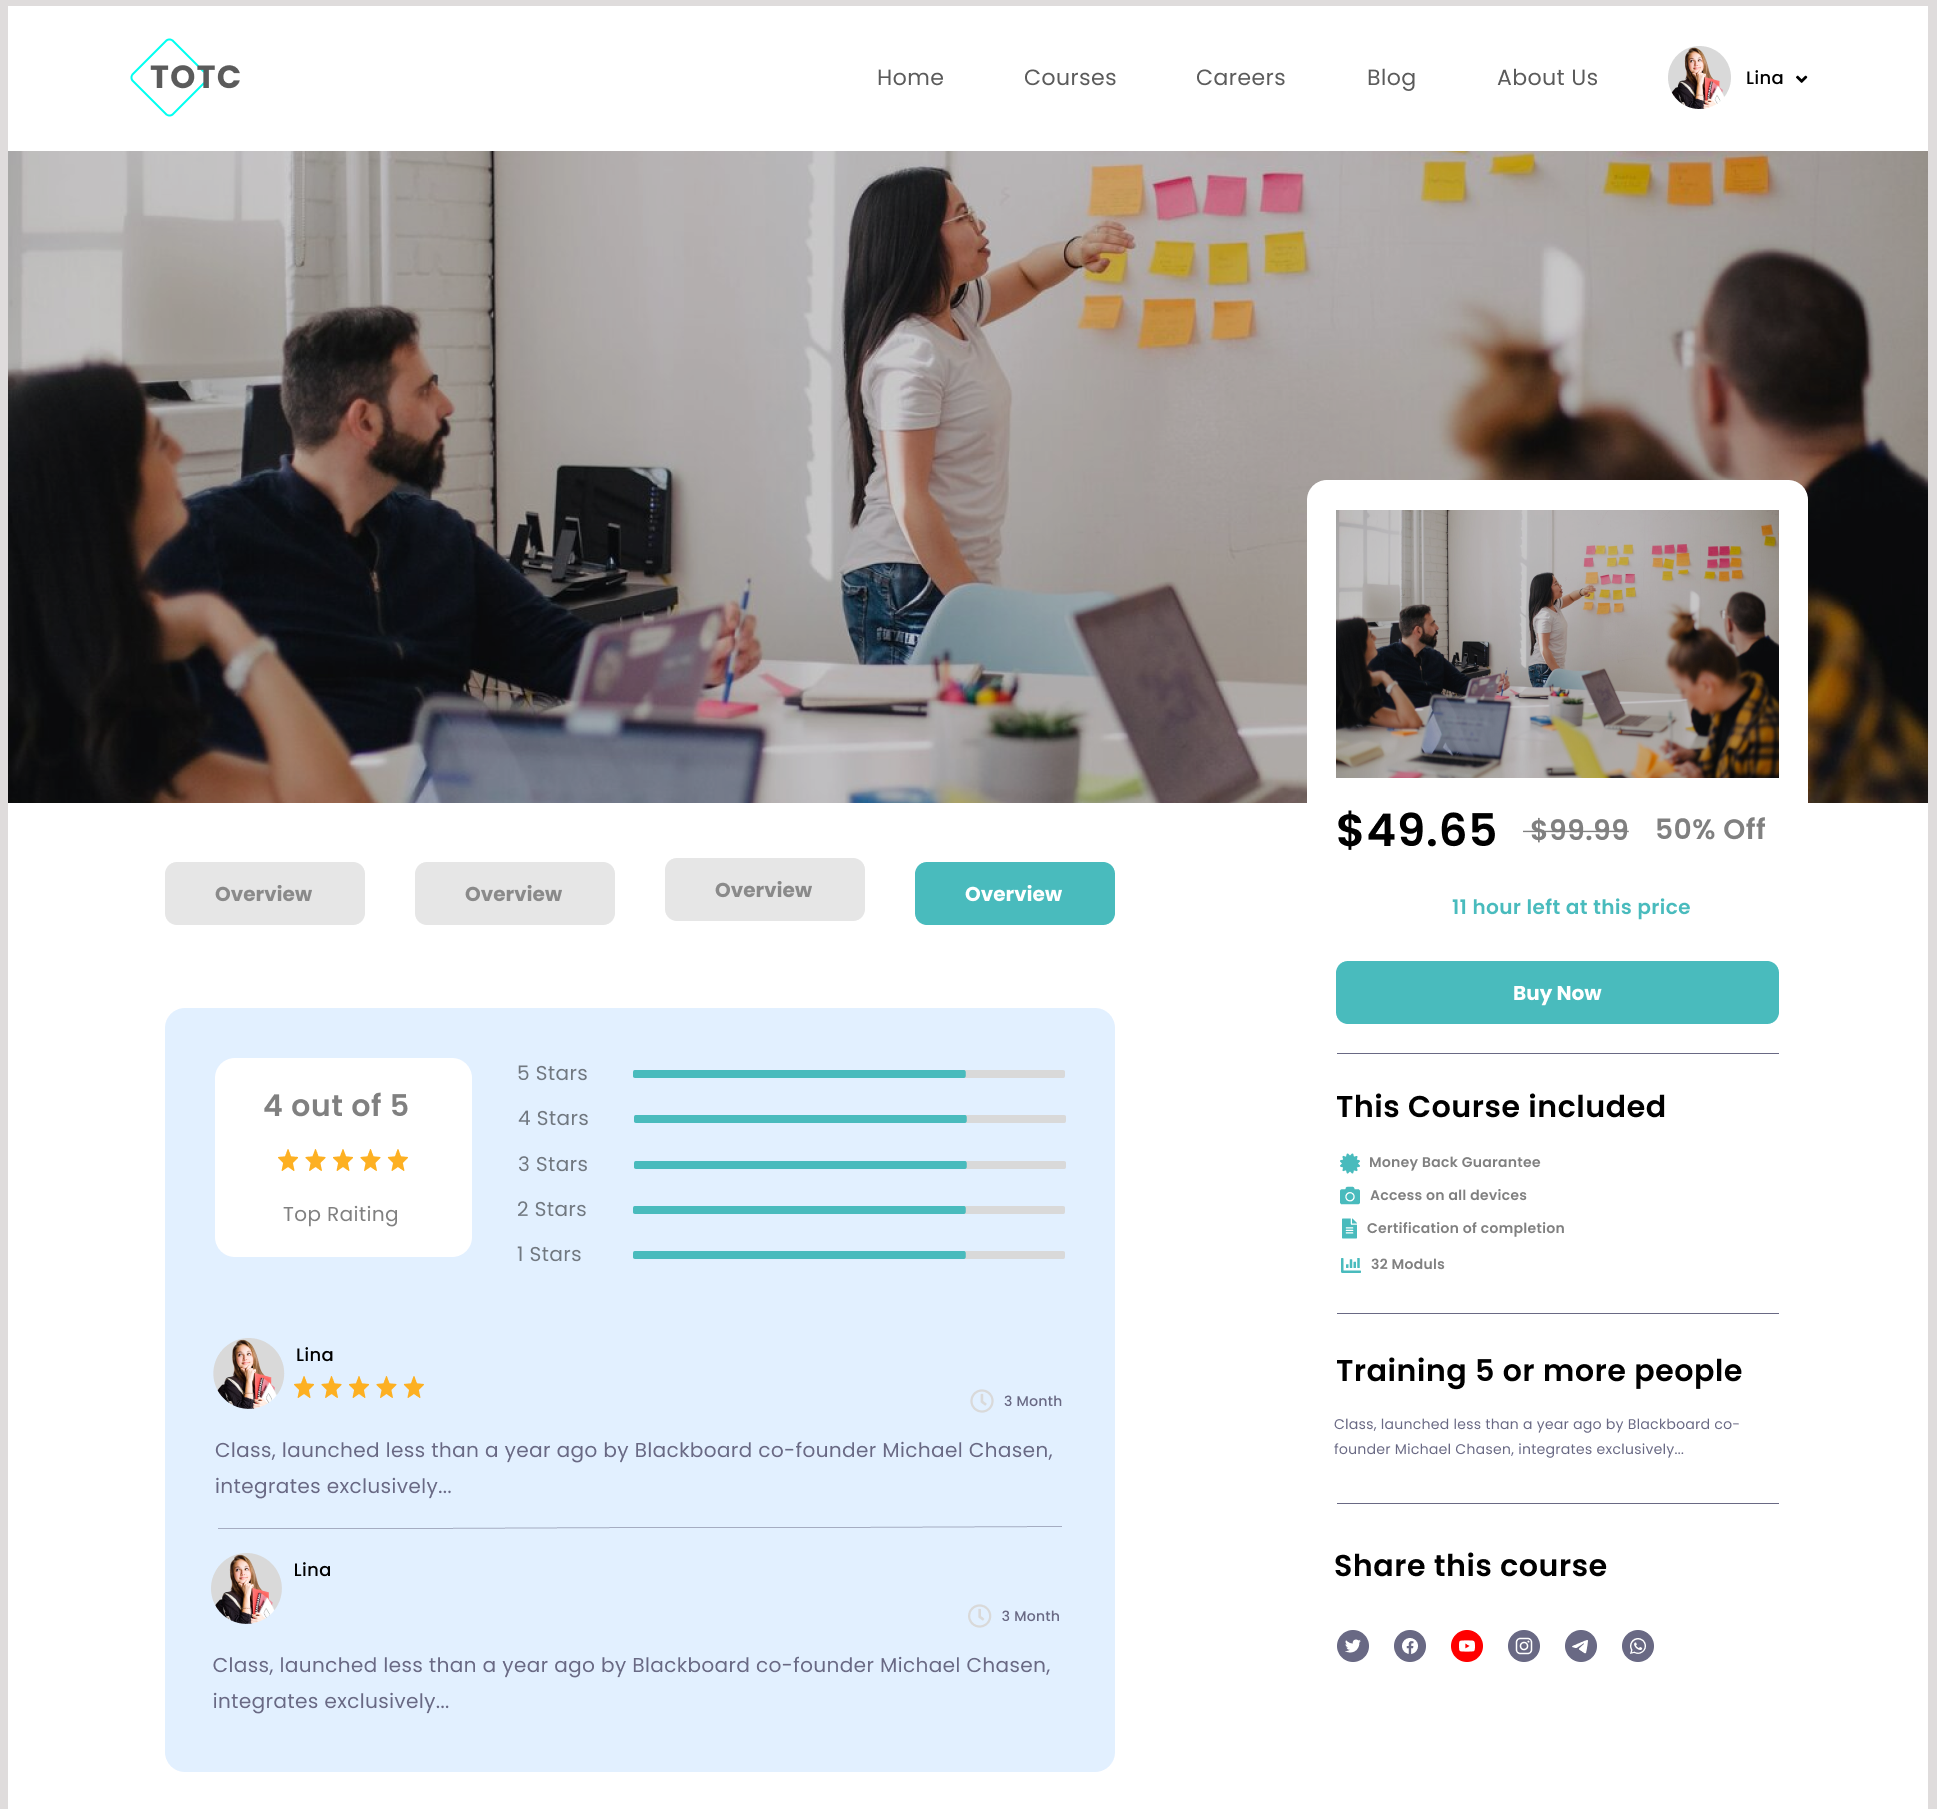 TOTC
Home
Courses
Careers
Blog
About Us
Lina
$49.65
$99.99
50% Off
11 hour left at this price
Buy Now
Overview
Overview
Overview
Overview
4 out of 5
Top Raiting
5 Stars
4 Stars
3 Stars
2 Stars
1 Stars
Lina
3 Month
Class, launched less than a year ago by Blackboard co-founder Michael Chasen,
integrates exclusively...
Lina
3 Month
Class, launched less than a year ago by Blackboard co-founder Michael Chasen,
integrates exclusively...
This Course included
Money Back Guarantee
Access on all devices
Certification of completion
32 Moduls
Training 5 or more people
Class, launched less than a year ago by Blackboard co-
founder Michael Chasen, integrates exclusively...
Share this course